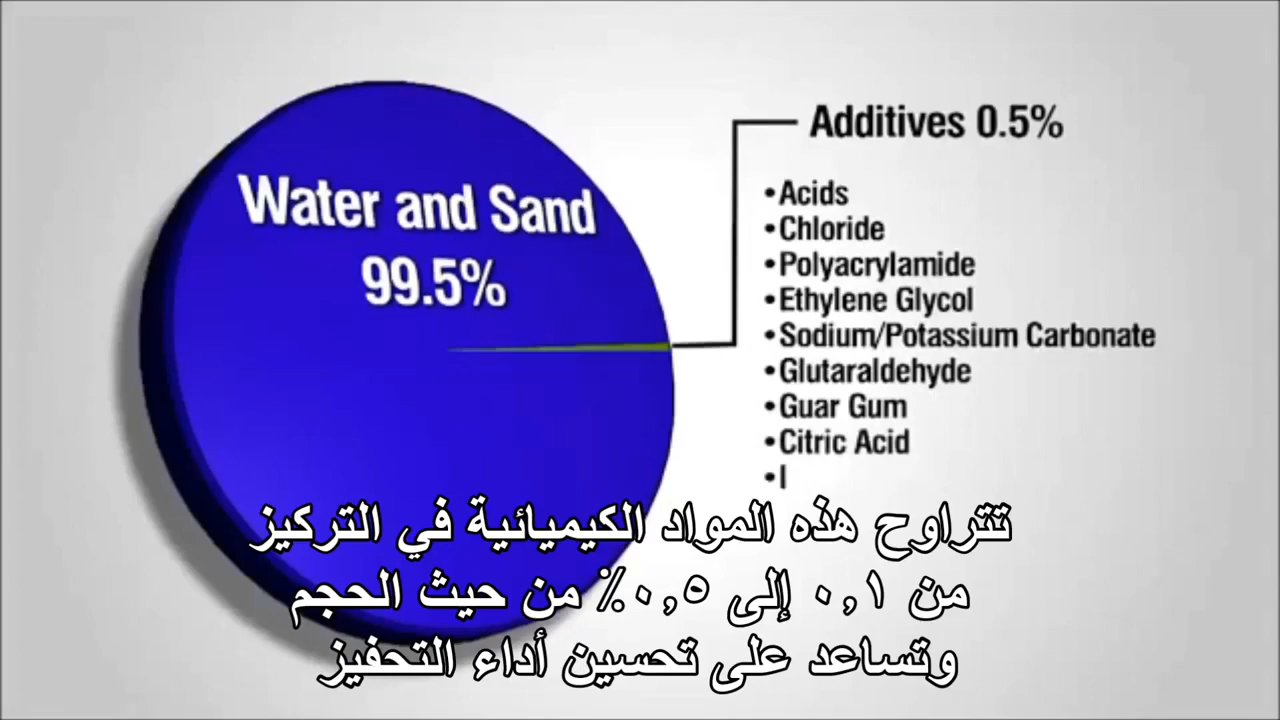 Water and Sand
99.5%
Additives 0.5%
•Acids
•Chloride
•Polyacrylamide
•Ethylene Glycol
•Sodium/Potassium Carbonate
•Glutaraldehyde
•Guar Gum
•Citric Acid
•I
تتراوح هذه المواد الكيميائية في التركيز
من ٠,١ إلى ٠,٥٪ من حيث الحجم
وتساعد على تحسين أداء التحفيز